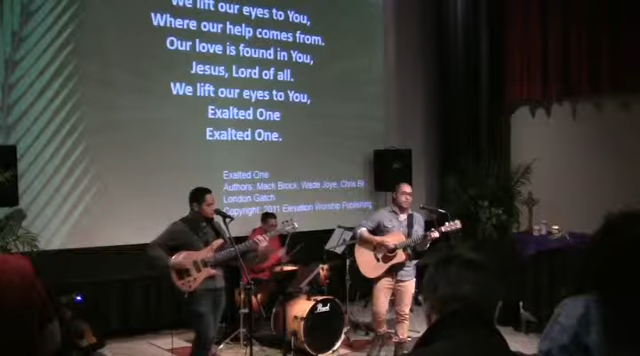 We lift our eyes to You,
Where our help comes from.
Our love is found in You,
Jesus, Lord of all.
We lift our eyes to You,
Exalted One
Exalted One.
Exalted One
Authors: Mack Brock, Wade Joye, Chris
London Gatch
Copyright: 2011 Elevation Worship Publishing
Pearl